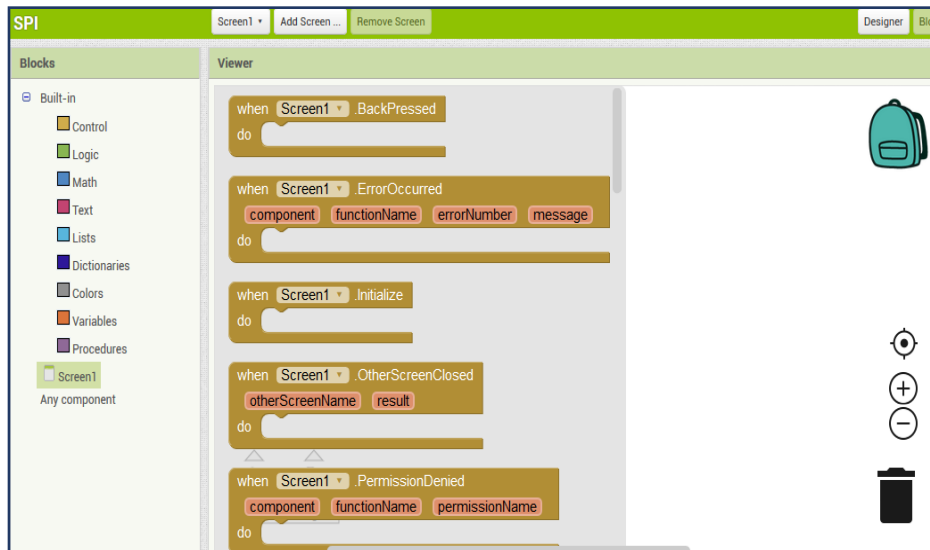 SPI
Screen1
Add Screen ...
Remove Screen
Designer
Blo
Blocks
Viewer
Built-in
Control
Logic
Math
Text
Lists
Dictionaries
Colors
Variables
Procedures
Screen1
Any component
when Screen1 .BackPressed
do
when Screen1 .ErrorOccurred
component functionName errorNumber message
do
when Screen1 .Initialize
do
when Screen1 .OtherScreenClosed
otherScreenName result
do
when Screen1 .PermissionDenied
component functionName permissionName
do